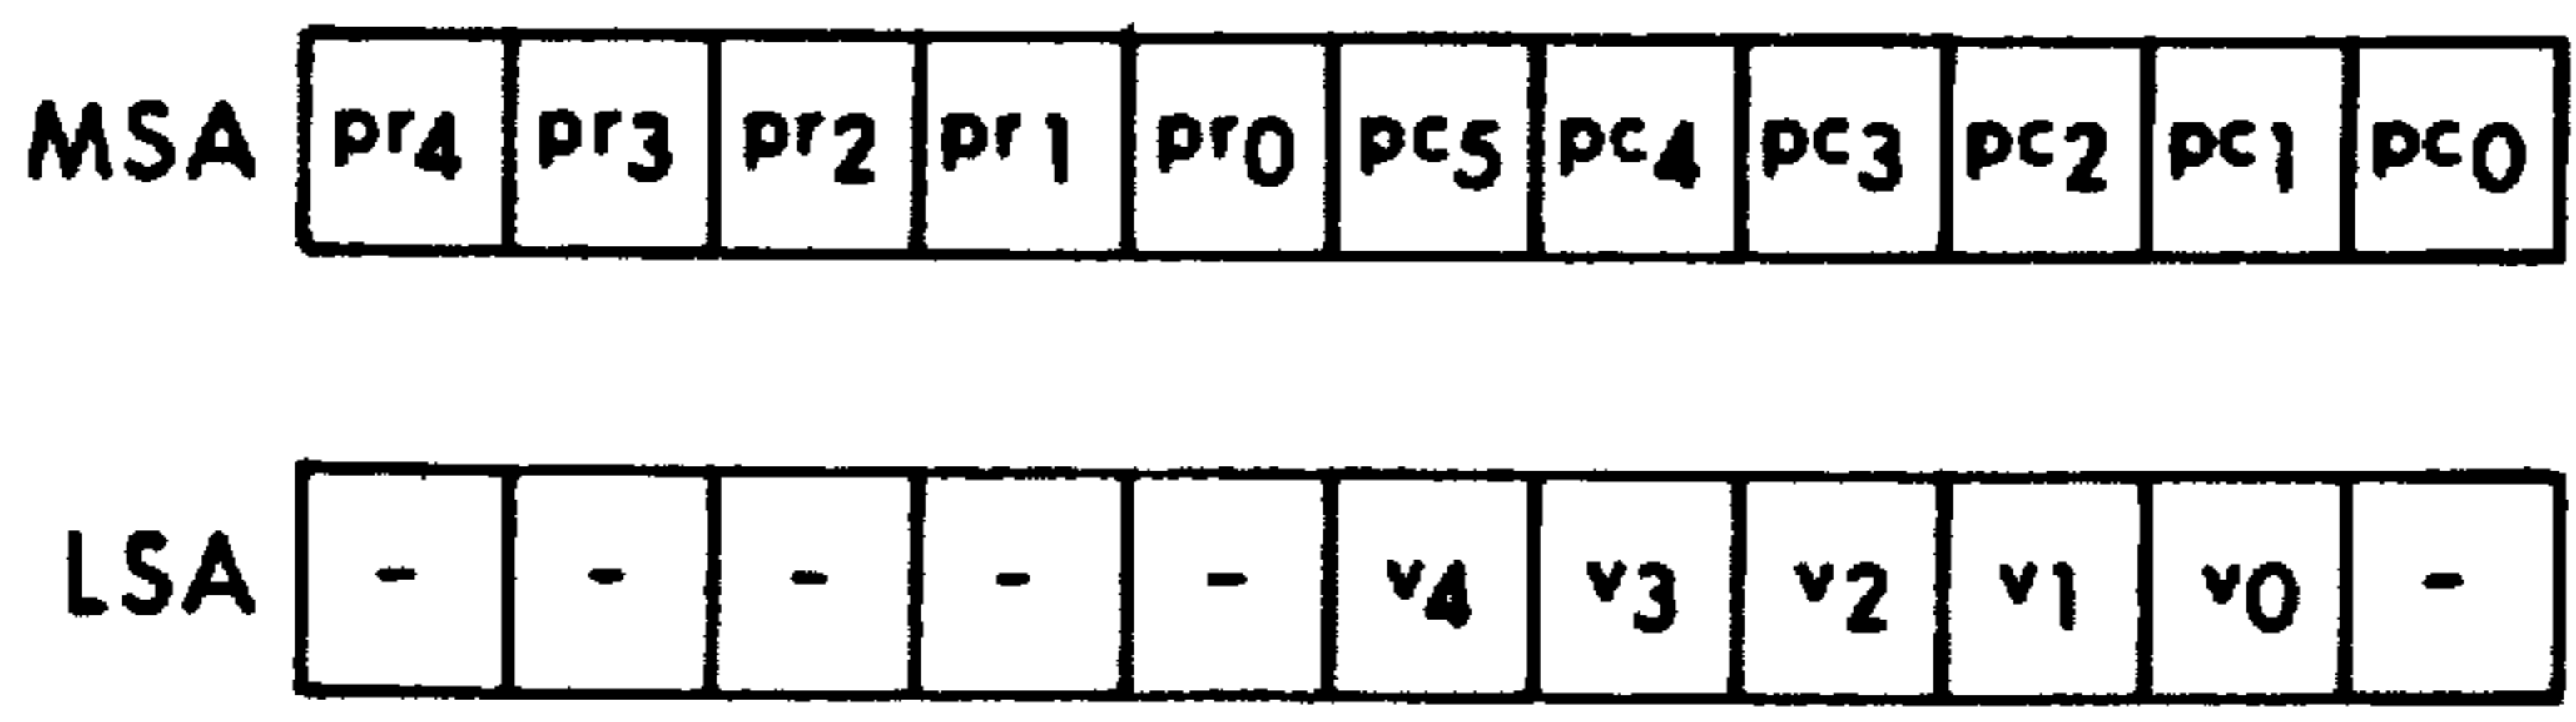 MSA pr4 pr3 pr2 pr1 pr0 pc5 pc4 pc3 pc2 pc1 pc0
LSA - - - - - v4 v3 v2 v1 v0 -